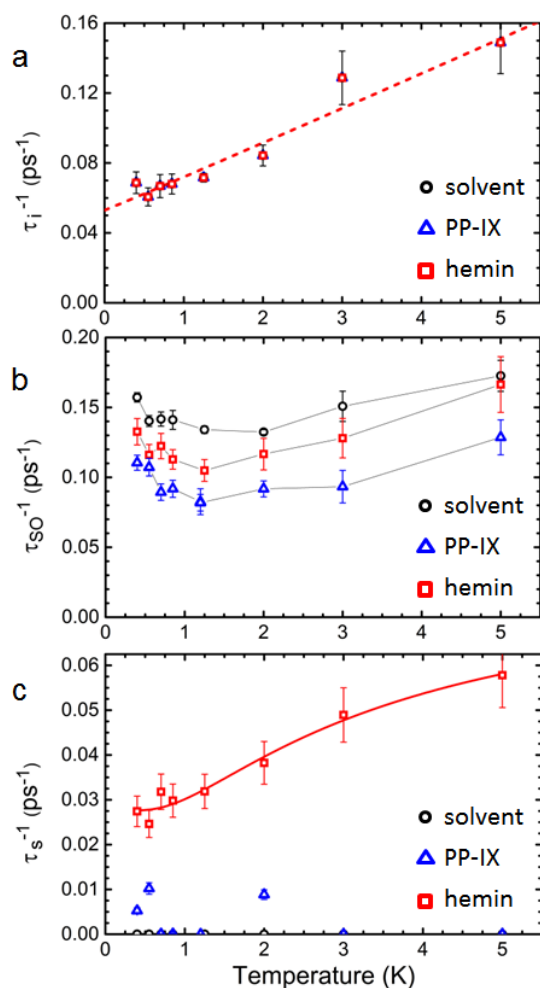 a
τi-1 (ps-1)
0.16
0.12
0.08
0.04
0.00
solvent
PP-IX
hemin
0 1 2 3 4 5
b
τSO-1 (ps-1)
0.20
0.15
0.10
0.05
0.00
solvent
PP-IX
hemin
0 1 2 3 4 5
c
τs-1 (ps-1)
0.06
0.05
0.04
0.03
0.02
0.01
0.00
solvent
PP-IX
hemin
0 1 2 3 4 5
Temperature (K)